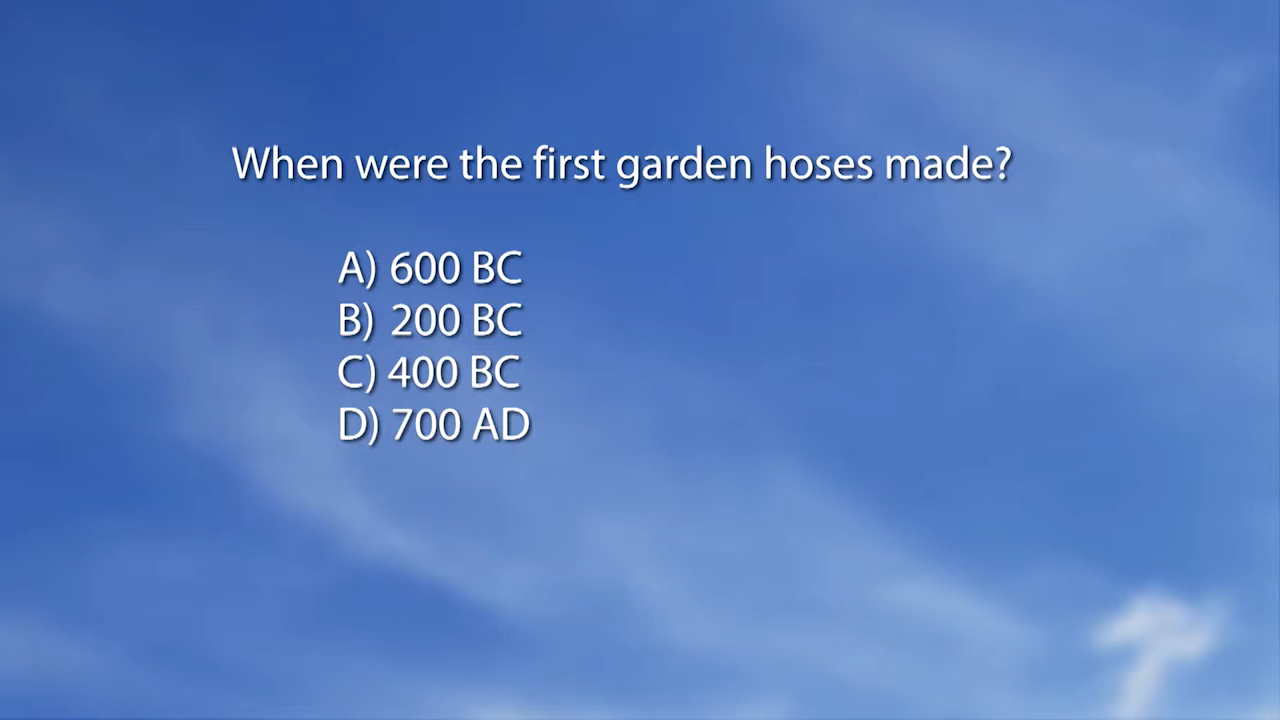 When were the first garden hoses made?
A) 600 BC
B) 200 BC
C) 400 BC
D) 700 AD